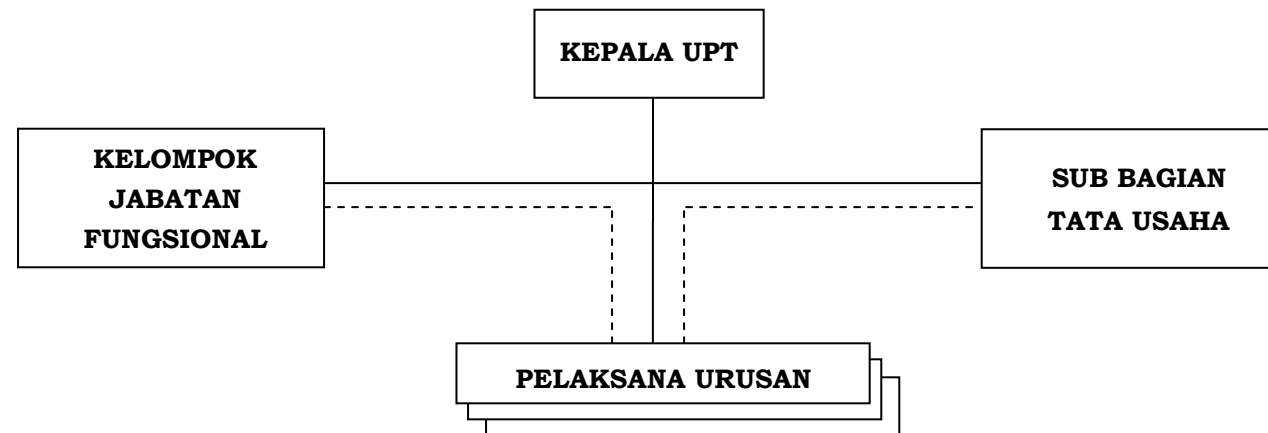 KEPALA UPT
KELOMPOK
JABATAN
FUNGSIONAL
SUB BAGIAN
TATA USAHA
PELAKSANA URUSAN